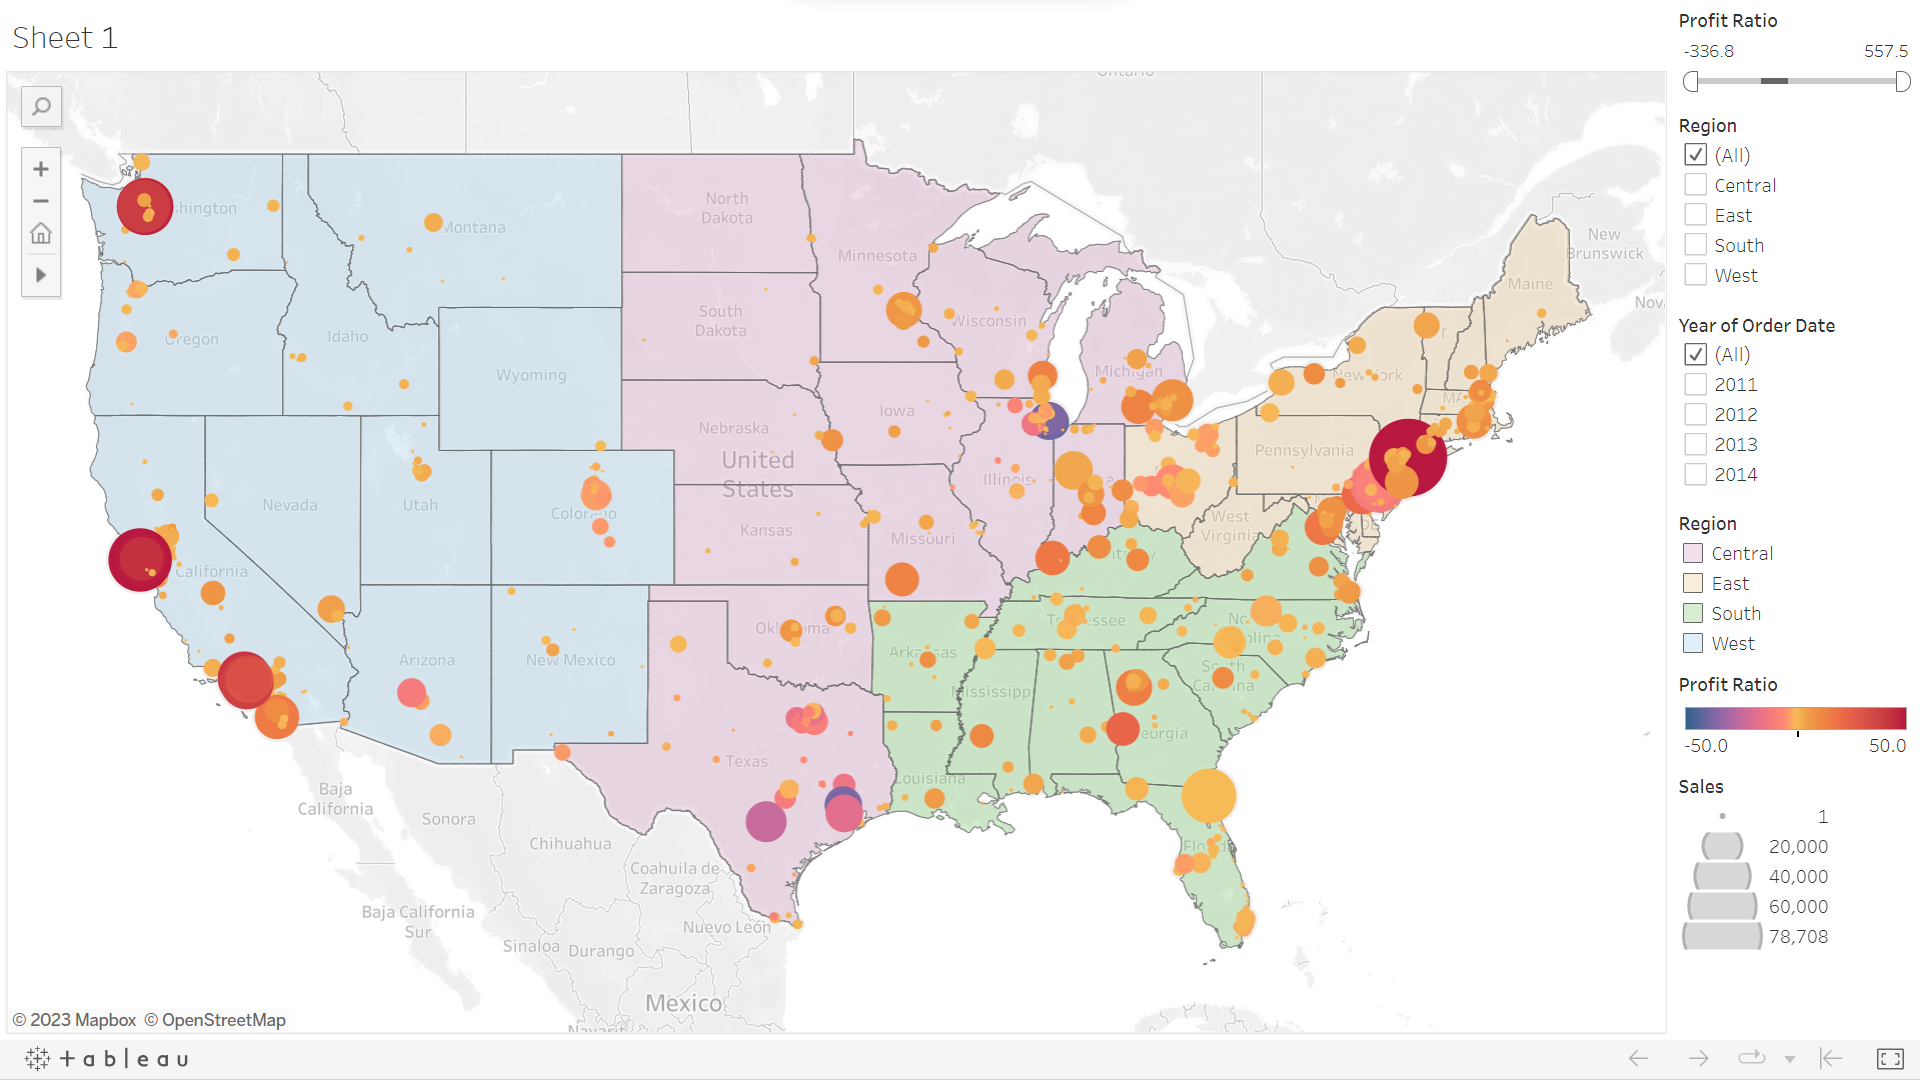 Sheet 1
Ontario
New Brunswick
Nov
Maine
Montana
North Dakota
Minnesota
South Dakota
Wisconsin
Michigan
New York
Oregon
Idaho
Wyoming
Iowa
Nebraska
United States
Pennsylvania
Illinois
Nevada
Utah
Colorado
Kansas
Missouri
West Virginia
DE
California
Arizona
New Mexico
Oklahoma
Arkansas
Tennessee
Mississippi
South Carolina
Georgia
Texas
Louisiana
Florida
Baja California
Sonora
Chihuahua
Coahuila de Zaragoza
Baja California Sur
Sinaloa
Durango
Nuevo León
Mexico
Nayarit
© 2023 Mapbox © OpenStreetMap
Profit Ratio
-336.8 557.5
Region
(All)
Central
East
South
West
Year of Order Date
(All)
2011
2012
2013
2014
Region
Central
East
South
West
Profit Ratio
-50.0 50.0
Sales
1
20,000
40,000
60,000
78,708
+ableau